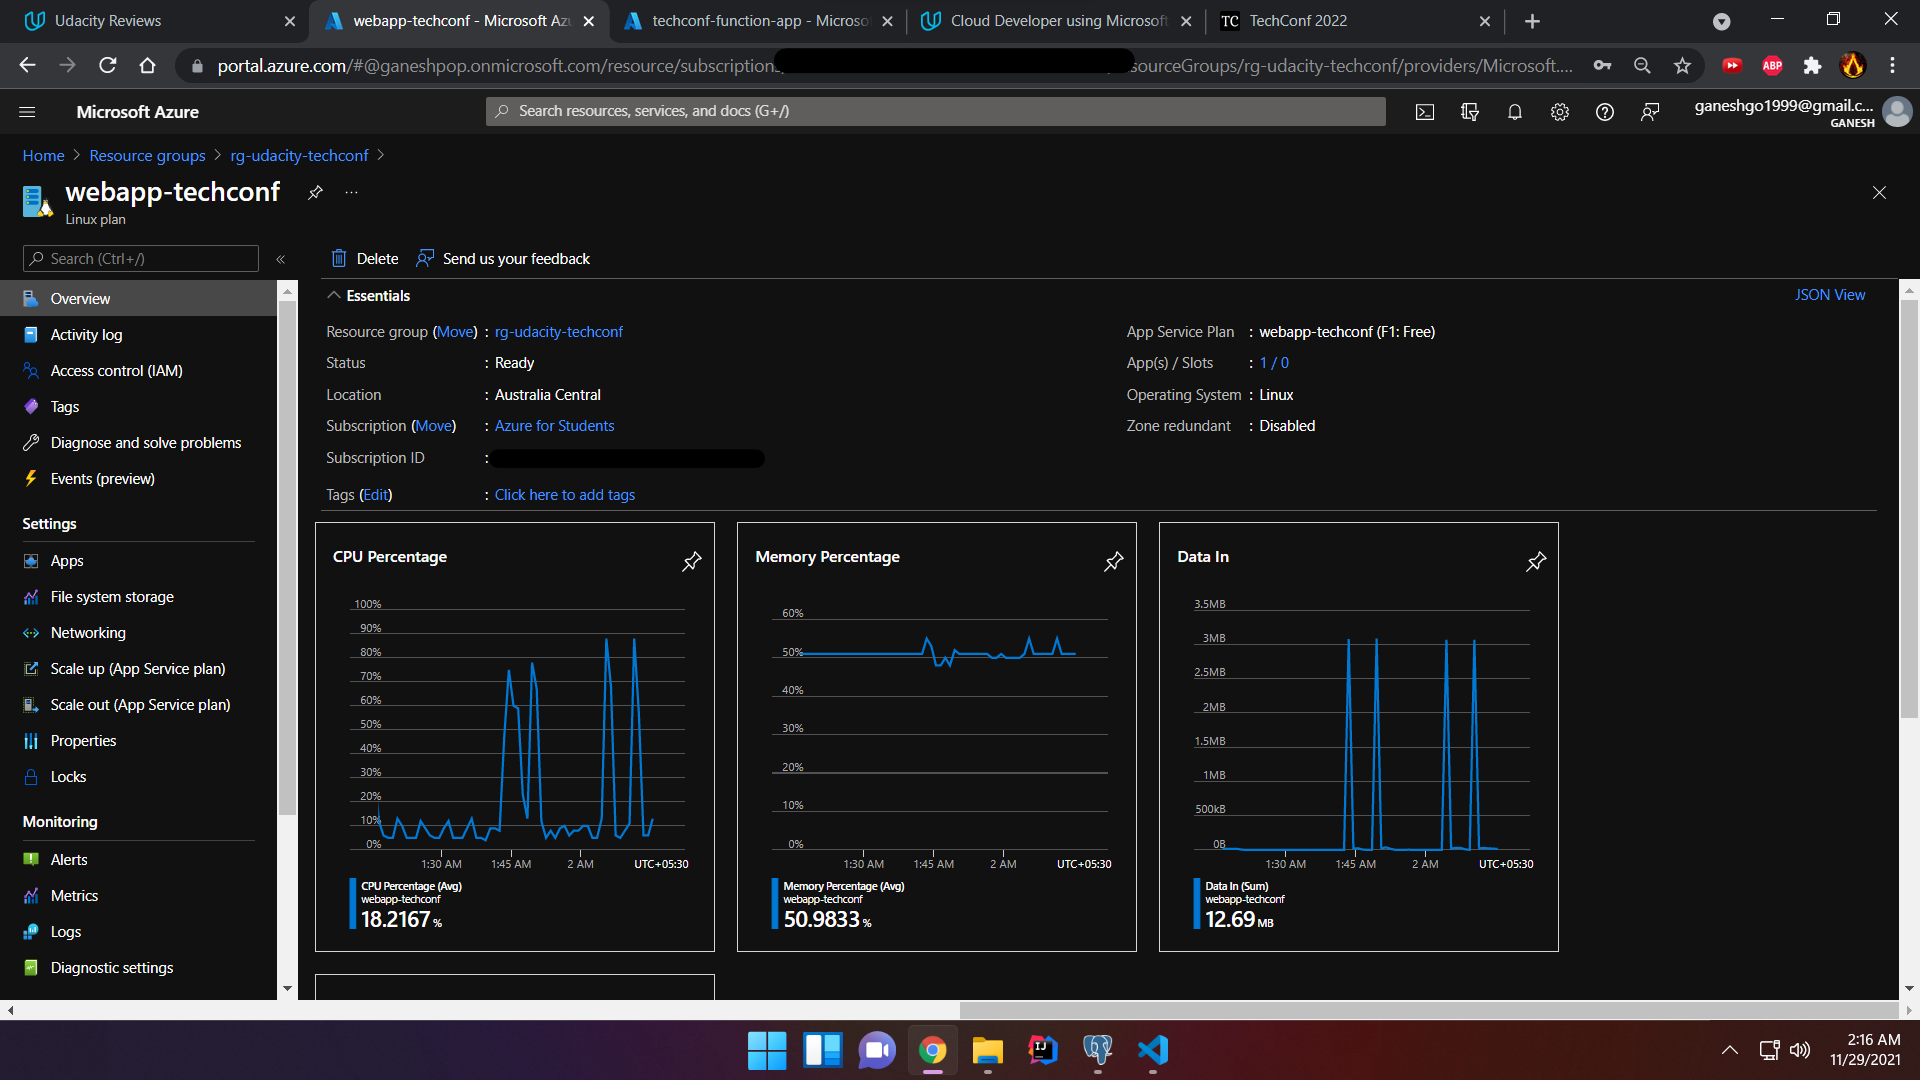 Udacity Reviews
webapp-techconf - Microsoft Az
techconf-function-app - Microso
Cloud Developer using Microsoft
TC TechConf 2022
portal.azure.com/#@ganeshpop.onmicrosoft.com/resource/subscriptions
sourceGroups/rg-udacity-techconf/providers/Microsoft....
ABP
Microsoft Azure
Search resources, services, and docs (G+/)
ganeshgo1999@gmail.c...
GANESH
Home > Resource groups > rg-udacity-techconf >
webapp-techconf ...
Linux plan
Search (Ctrl+/) «
Delete
Send us your feedback
Overview
Activity log
Access control (IAM)
Tags
Diagnose and solve problems
Events (preview)
Settings
Apps
File system storage
Networking
Scale up (App Service plan)
Scale out (App Service plan)
Properties
Locks
Monitoring
Alerts
Metrics
Logs
Diagnostic settings
Essentials
JSON View
Resource group (Move) : rg-udacity-techconf
Status : Ready
Location : Australia Central
Subscription (Move) : Azure for Students
Subscription ID :
Tags (Edit) : Click here to add tags
App Service Plan : webapp-techconf (F1: Free)
App(s) / Slots : 1 / 0
Operating System : Linux
Zone redundant : Disabled
CPU Percentage
100%
90%
80%
70%
60%
50%
40%
30%
20%
10%
0%
1:30 AM 1:45 AM 2 AM UTC+05:30
CPU Percentage (Avg)
webapp-techconf
18.2167 %
Memory Percentage
60%
50%
40%
30%
20%
10%
0%
1:30 AM 1:45 AM 2 AM UTC+05:30
Memory Percentage (Avg)
webapp-techconf
50.9833 %
Data In
3.5MB
3MB
2.5MB
2MB
1.5MB
1MB
500kB
0B
1:30 AM 1:45 AM 2 AM UTC+05:30
Data In (Sum)
webapp-techconf
12.69 MB
IJ
2:16 AM
11/29/2021